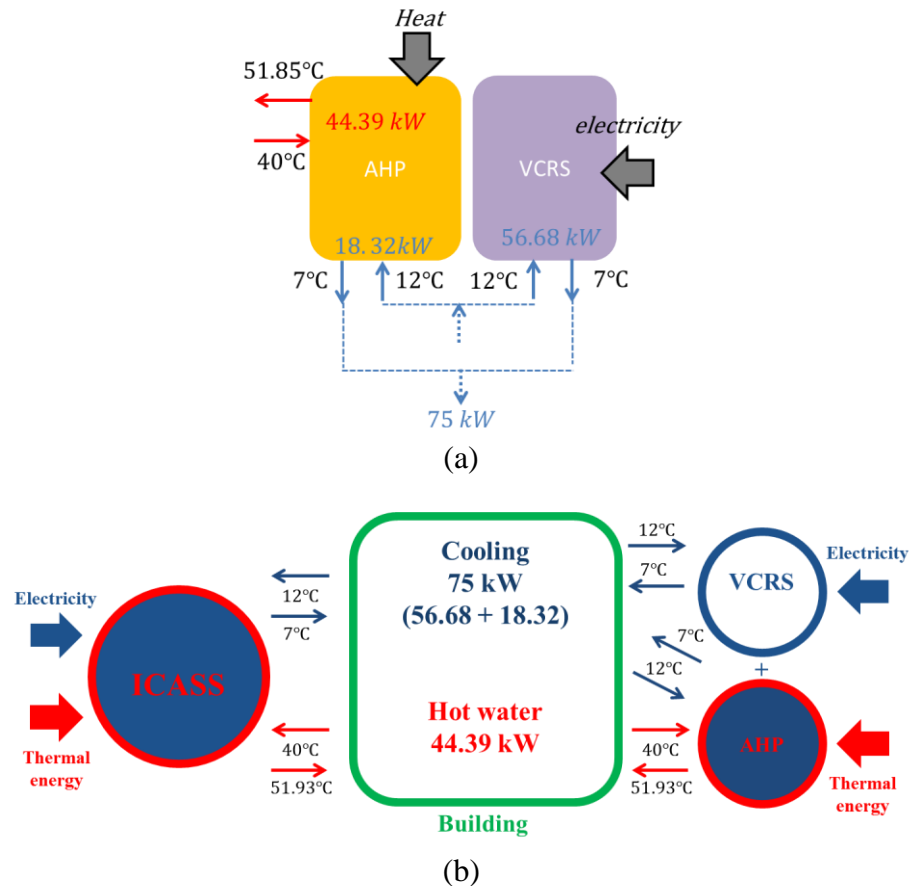 Heat
51.85°C
44.39 kW
electricity
40°C
AHP
VCRS
18.32kW
56.68 kW
7°C
12°C
12°C
7°C
75 kW
(a)
Cooling
75 kW
(56.68 + 18.32)
12°C
7°C
VCRS
Electricity
Electricity
12°C
7°C
7°C
12°C
+
ICASS
Hot water
44.39 kW
AHP
Thermal
energy
40°C
51.93°C
40°C
51.93°C
Thermal
energy
Building
(b)